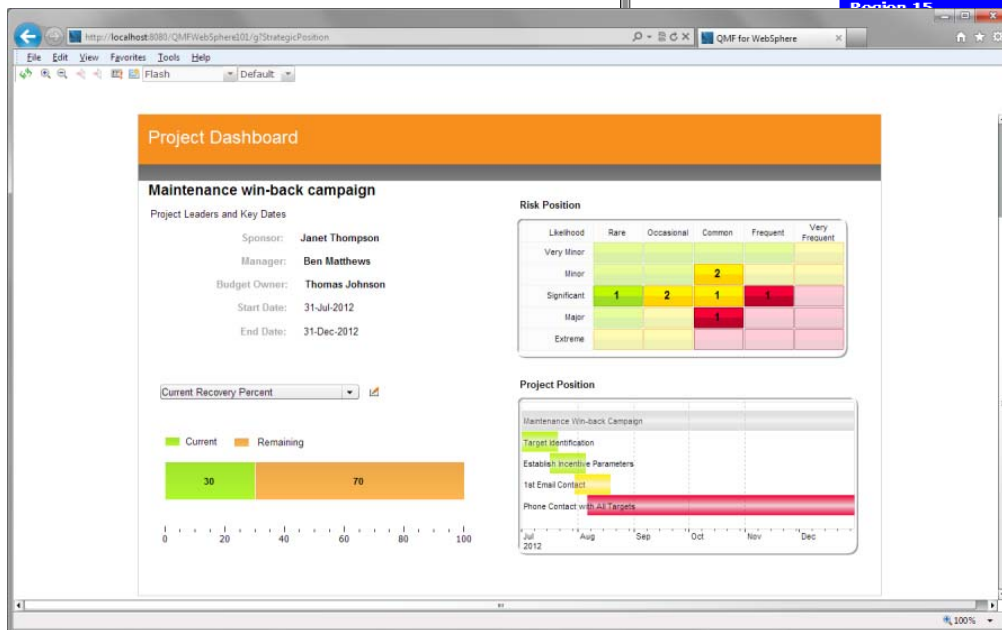 Region 15
http://localhost:8080/QMFWebSphere101/g?StrategicPosition
QMF for WebSphere
File Edit View Favorites Tools Help
Flash
Default
Project Dashboard
Maintenance win-back campaign
Project Leaders and Key Dates
Sponsor: Janet Thompson
Manager: Ben Matthews
Budget Owner: Thomas Johnson
Start Date: 31-Jul-2012
End Date: 31-Dec-2012
Current Recovery Percent
Current Remaining
30 70
0 20 40 60 80 100
Risk Position
Likelihood Rare Occasional Common Frequent Very Frequent
Very Minor
Minor 2
Significant 1 2 1 1
Major 1
Extreme
Project Position
Maintenance Win-back Campaign
Target Identification
Establish Incentive Parameters
1st Email Contact
Phone Contact with All Targets
Jul Aug Sep Oct Nov Dec
2012
100%